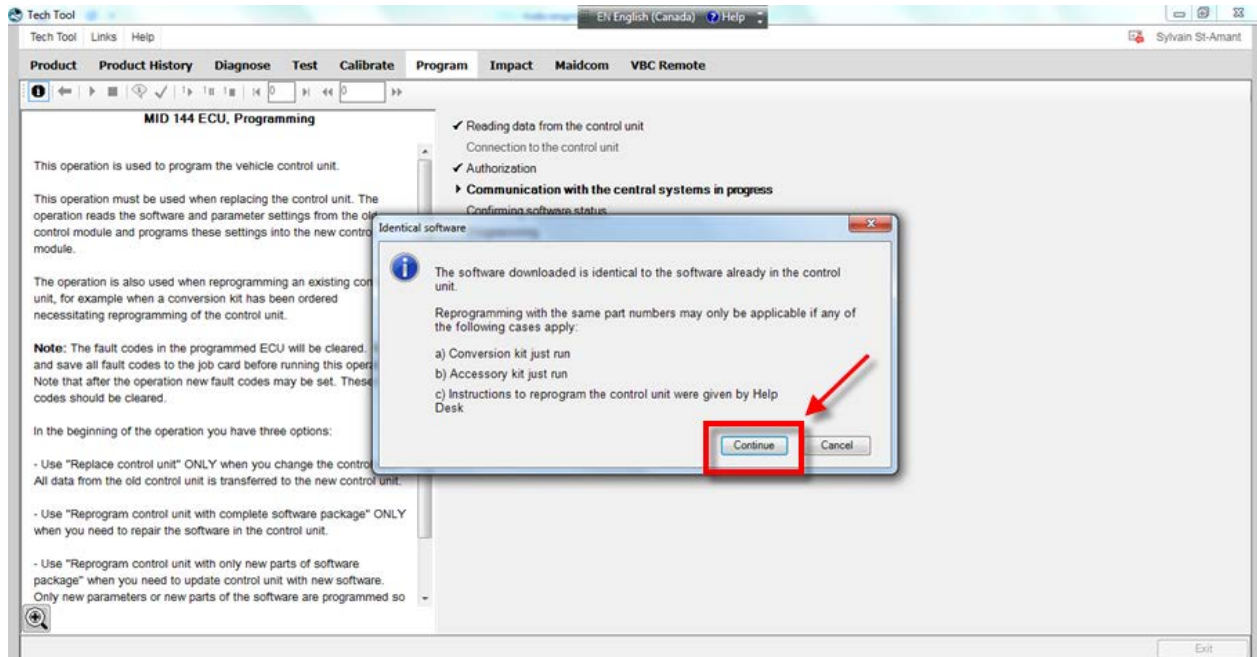 Tech Tool
EN English (Canada) Help
Tech Tool Links Help
Sylvain St-Amant
Product Product History Diagnose Test Calibrate Program Impact Maidcom VBC Remote
0 0
MID 144 ECU, Programming
This operation is used to program the vehicle control unit.
This operation must be used when replacing the control unit. The
operation reads the software and parameter settings from the old
control module and programs these settings into the new contro
module.
The operation is also used when reprogramming an existing con
unit, for example when a conversion kit has been ordered
necessitating reprogramming of the control unit.
Note: The fault codes in the programmed ECU will be cleared.
and save all fault codes to the job card before running this opera
Note that after the operation new fault codes may be set. These
codes should be cleared.
In the beginning of the operation you have three options:
- Use "Replace control unit" ONLY when you change the control
All data from the old control unit is transferred to the new control unit.
- Use "Reprogram control unit with complete software package" ONLY
when you need to repair the software in the control unit.
- Use "Reprogram control unit with only new parts of software
package" when you need to update control unit with new software.
Only new parameters or new parts of the software are programmed so
Reading data from the control unit
Connection to the control unit
Authorization
Communication with the central systems in progress
Confirming software status
Identical software
The software downloaded is identical to the software already in the control
unit.
Reprogramming with the same part numbers may only be applicable if any of
the following cases apply:
a) Conversion kit just run
b) Accessory kit just run
c) Instructions to reprogram the control unit were given by Help
Desk
Continue Cancel
Exit